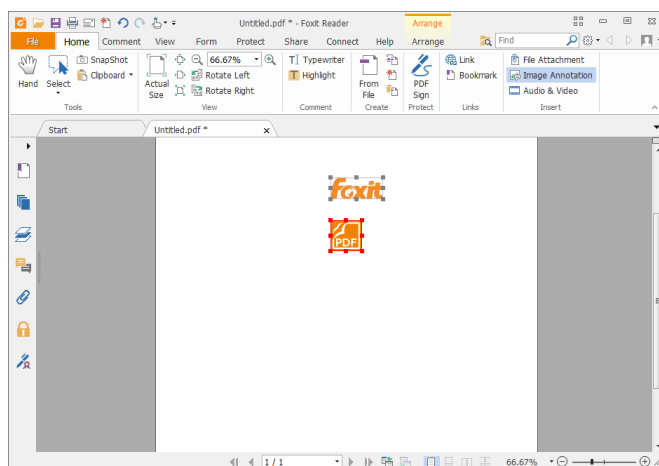 Untitled.pdf * - Foxit Reader
Arrange
File Home Comment View Form Protect Share Connect Help Arrange Find
Hand
Select
SnapShot
Clipboard
Tools
Actual Size
66.67%
Rotate Left
Rotate Right
View
TI Typewriter
T Highlight
Comment
From File
Create
PDF Sign
Protect
Link
Bookmark
Links
File Attachment
Image Annotation
Audio & Video
Insert
Start
Untitled.pdf * x
foxit
PDF
1 / 1
66.67%